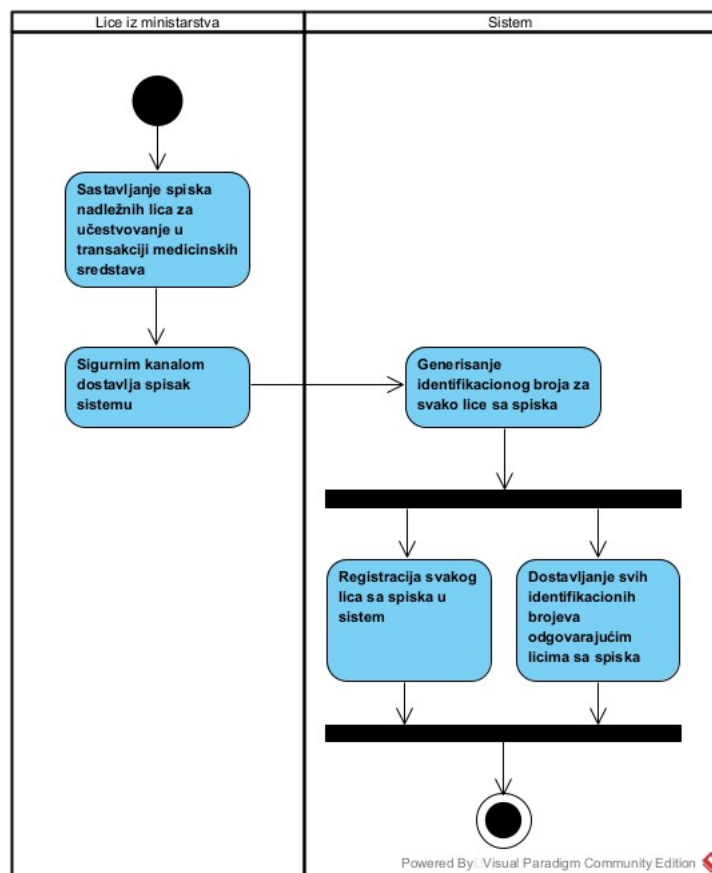 Lice iz ministarstva
Sistem
Sastavljanje spiska
nadležnih lica za
učestvovanje u
transakciji medicinskih
sredstava
Sigurnim kanalom
dostavlja spisak
sistemu
Generisanje
identifikacionog broja za
svako lice sa spiska
Registracija svakog
lica sa spiska u
sistem
Dostavljanje svih
identifikacionih
brojeva
odgovarajućim
licima sa spiska
Powered By Visual Paradigm Community Edition